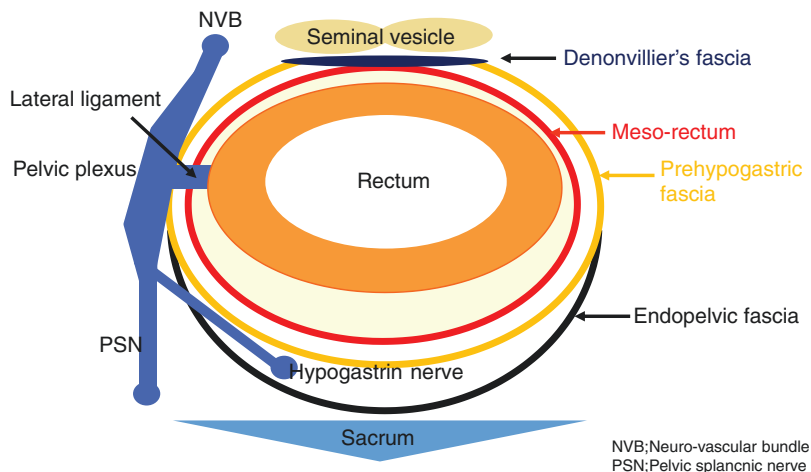 NVB
Seminal vesicle
Denonvillier's fascia
Lateral ligament
Meso-rectum
Pelvic plexus
Rectum
Prehypogastric
fascia
Endopelvic fascia
PSN
Hypogastrin nerve
Sacrum
NVB;Neuro-vascular bundle
PSN;Pelvic splancnic nerve